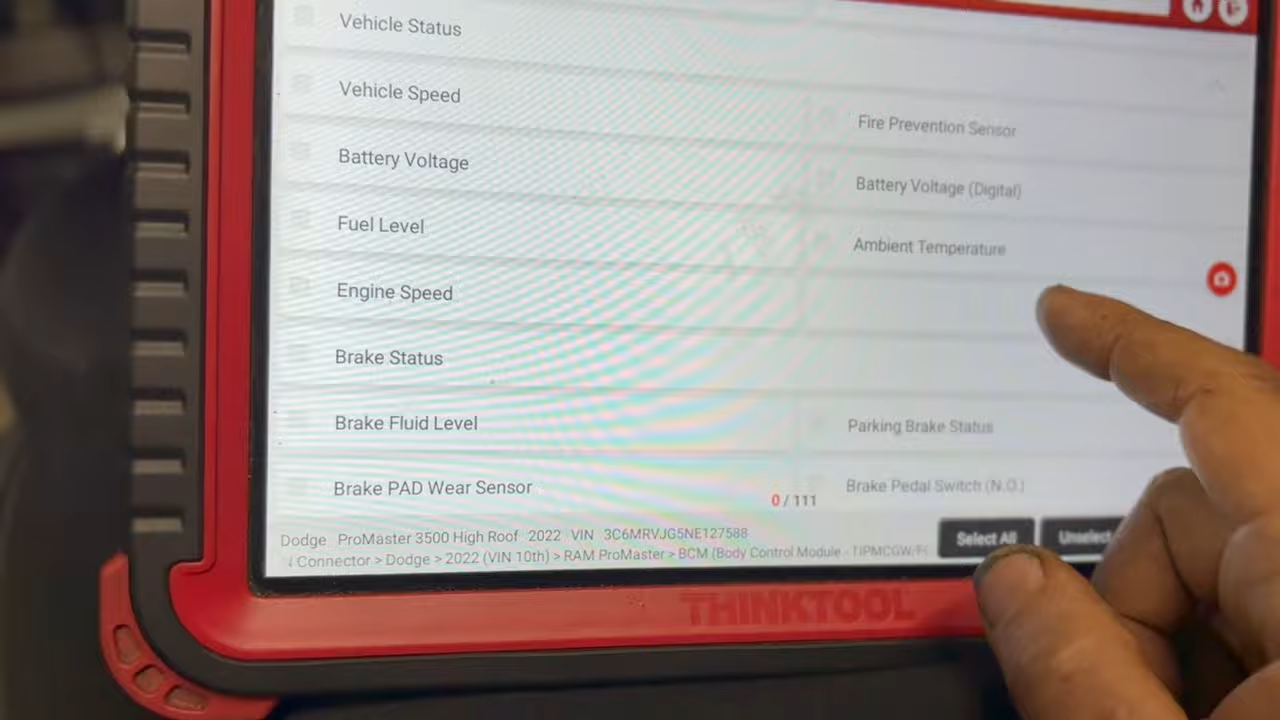 Vehicle Status
Vehicle Speed
Fire Prevention Sensor
Battery Voltage
Battery Voltage (Digital)
Fuel Level
Ambient Temperature
Engine Speed
Brake Status
Brake Fluid Level
Parking Brake Status
Brake PAD Wear Sensor
Brake Pedal Switch (N.O.)
0 / 111
Dodge ProMaster 3500 High Roof 2022 VIN 3C6MRVJG5NE127588
Connector > Dodge > 2022 (VIN 10th) > RAM ProMaster > BCM (Body Control Module - TIPMCGW/F
Select All
Unselect
THINKTOOL